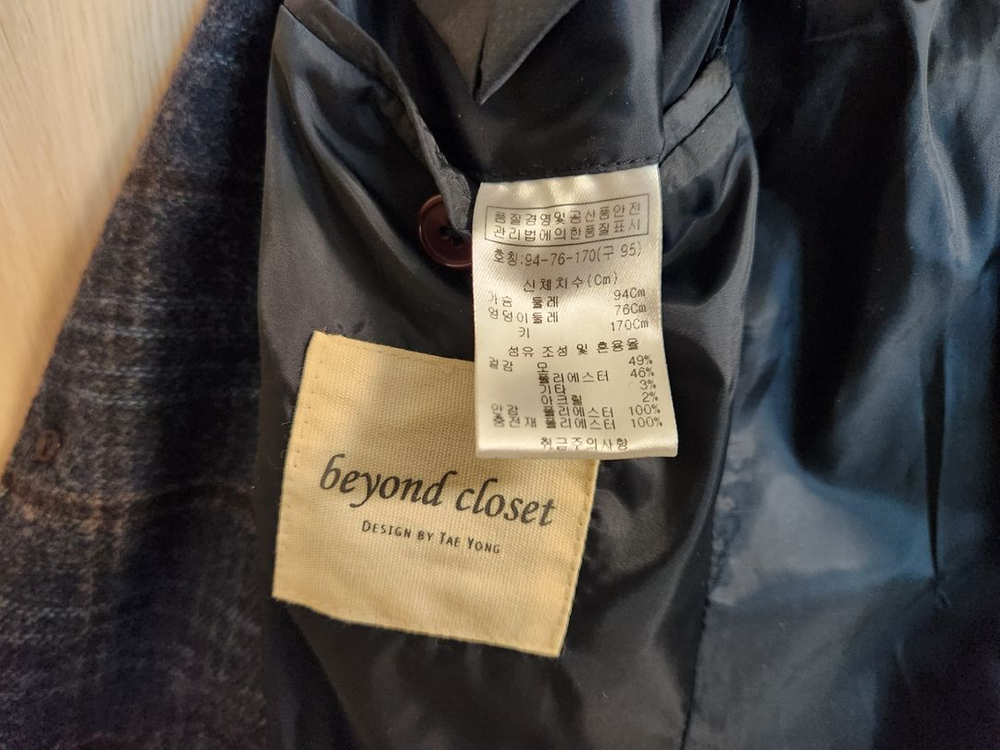 품질경영및공산품안전
관리법에의한품질표시
호칭:94-76-170(구 95)
신체치수(Cm)
가슴 둘레 94Cm
엉덩이둘레 76Cm
키 170Cm
섬유 조성 및 혼용율
겉감 모 49%
폴리에스터 46%
기타 3%
아크릴 2%
안감 폴리에스터 100%
충전재 폴리에스터 100%
취급주의사항
beyond closet
DESIGN BY TAE YONG